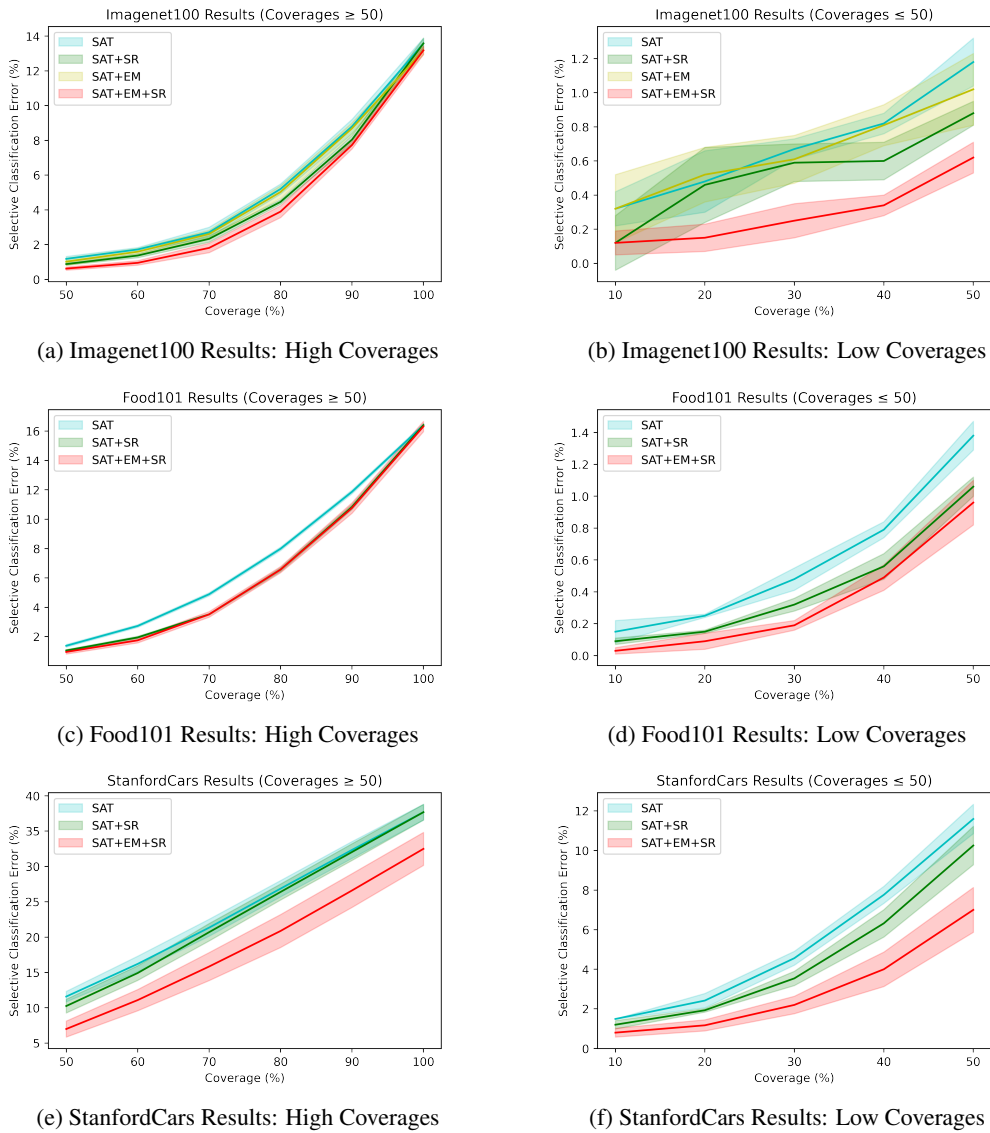 Imagenet100 Results (Coverages ≥ 50)
SAT
SAT+SR
SAT+EM
SAT+EM+SR
Selective Classification Error (%)
14
12
10
8
6
4
2
0
50 60 70 80 90 100
Coverage (%)
(a) Imagenet100 Results: High Coverages
Imagenet100 Results (Coverages ≤ 50)
SAT
SAT+SR
SAT+EM
SAT+EM+SR
Selective Classification Error (%)
1.2
1.0
0.8
0.6
0.4
0.2
0.0
10 20 30 40 50
Coverage (%)
(b) Imagenet100 Results: Low Coverages
Food101 Results (Coverages ≥ 50)
SAT
SAT+SR
SAT+EM+SR
Selective Classification Error (%)
16
14
12
10
8
6
4
2
50 60 70 80 90 100
Coverage (%)
(c) Food101 Results: High Coverages
Food101 Results (Coverages ≤ 50)
SAT
SAT+SR
SAT+EM+SR
Selective Classification Error (%)
1.4
1.2
1.0
0.8
0.6
0.4
0.2
0.0
10 20 30 40 50
Coverage (%)
(d) Food101 Results: Low Coverages
StanfordCars Results (Coverages ≥ 50)
SAT
SAT+SR
SAT+EM+SR
Selective Classification Error (%)
40
35
30
25
20
15
10
5
50 60 70 80 90 100
Coverage (%)
(e) StanfordCars Results: High Coverages
StanfordCars Results (Coverages ≤ 50)
SAT
SAT+SR
SAT+EM+SR
Selective Classification Error (%)
12
10
8
6
4
2
0
10 20 30 40 50
Coverage (%)
(f) StanfordCars Results: Low Coverages